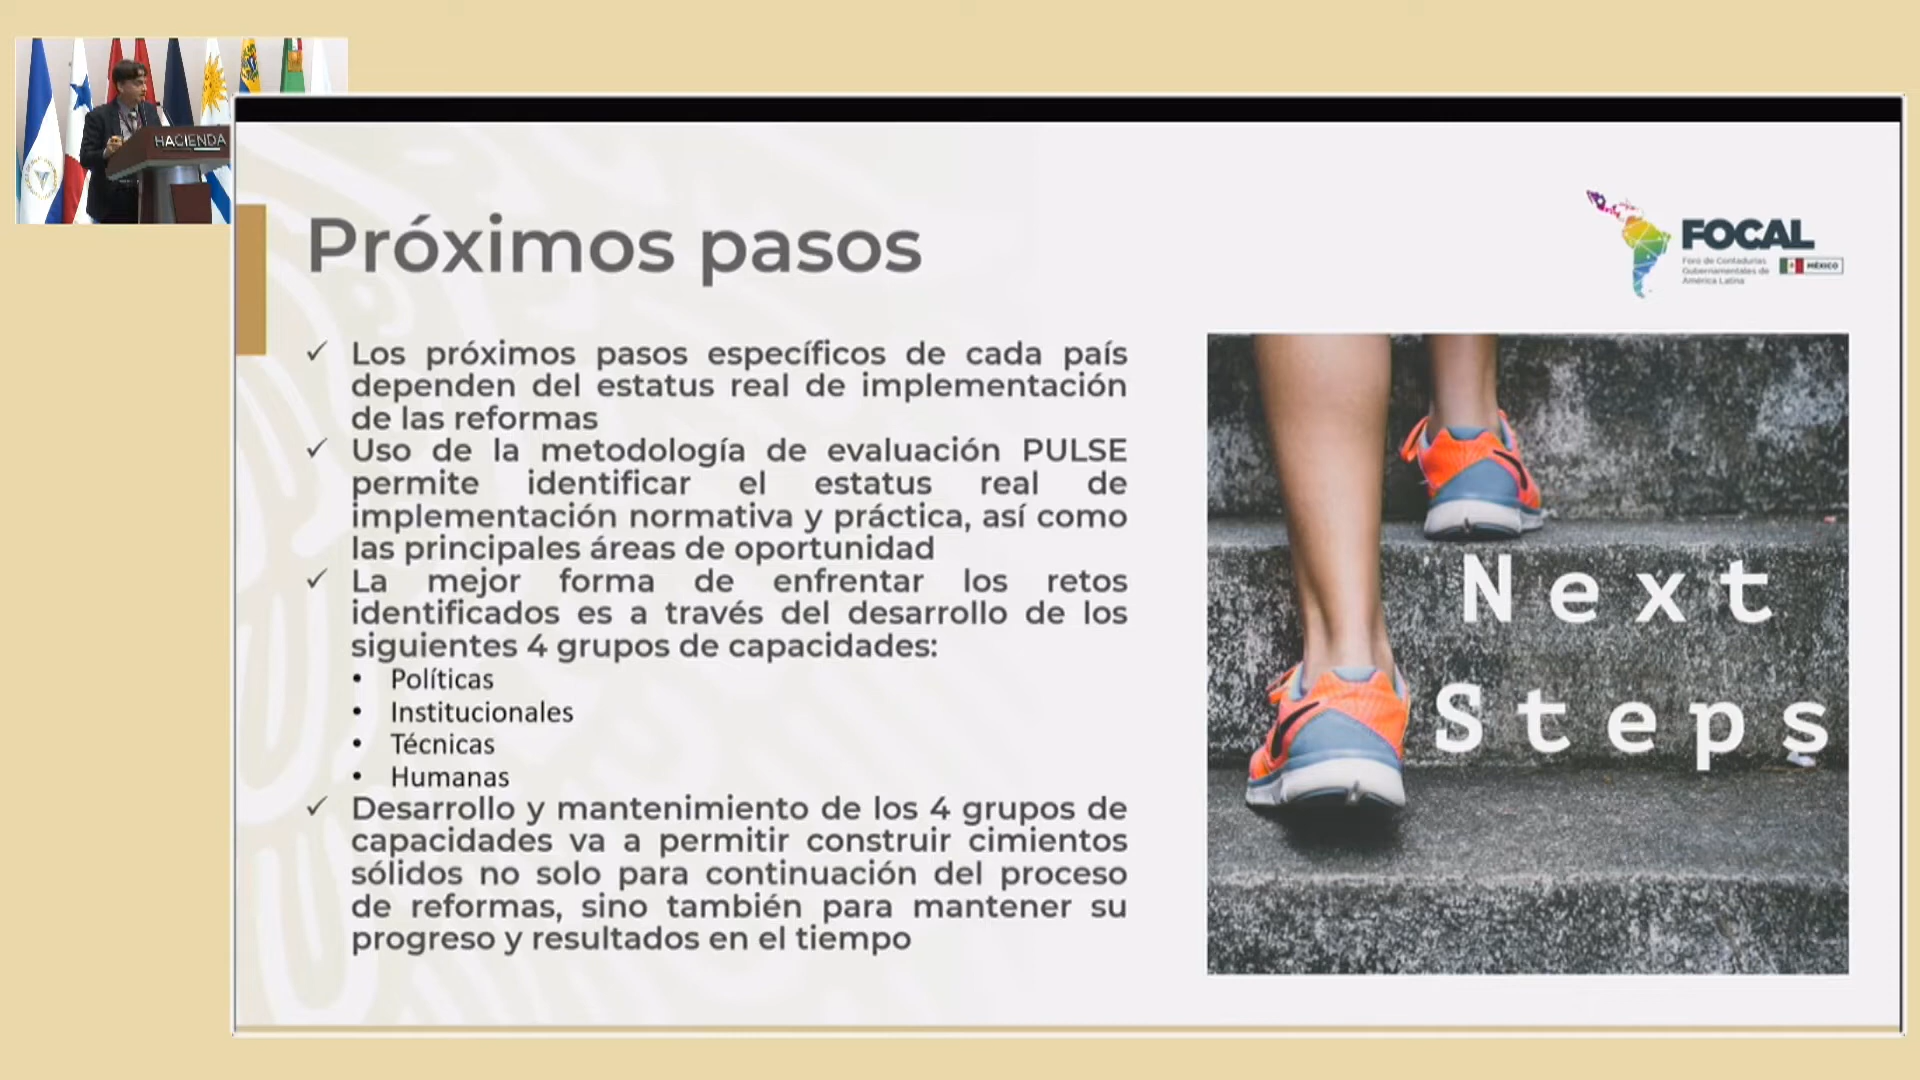 HACIENDA
Próximos pasos
FOCAL
Foro de Contadurías
Gubernamentales de
América Latina
MÉXICO
✓ Los próximos pasos específicos de cada país
dependen del estatus real de implementación
de las reformas
✓ Uso de la metodología de evaluación PULSE
permite identificar el estatus real de
implementación normativa y práctica, así como
las principales áreas de oportunidad
✓ La mejor forma de enfrentar los retos
identificados es a través del desarrollo de los
siguientes 4 grupos de capacidades:
• Políticas
• Institucionales
• Técnicas
• Humanas
✓ Desarrollo y mantenimiento de los 4 grupos de
capacidades va a permitir construir cimientos
sólidos no solo para continuación del proceso
de reformas, sino también para mantener su
progreso y resultados en el tiempo
Next
Steps